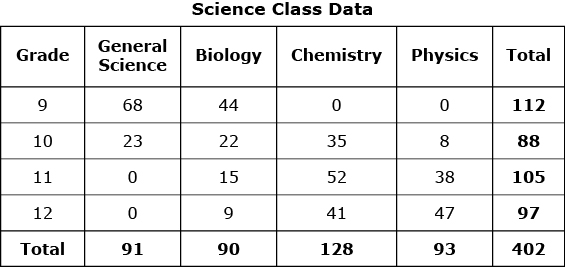 Science Class Data
Grade General Science Biology Chemistry Physics Total
9 68 44 0 0 112
10 23 22 35 8 88
11 0 15 52 38 105
12 0 9 41 47 97
Total 91 90 128 93 402